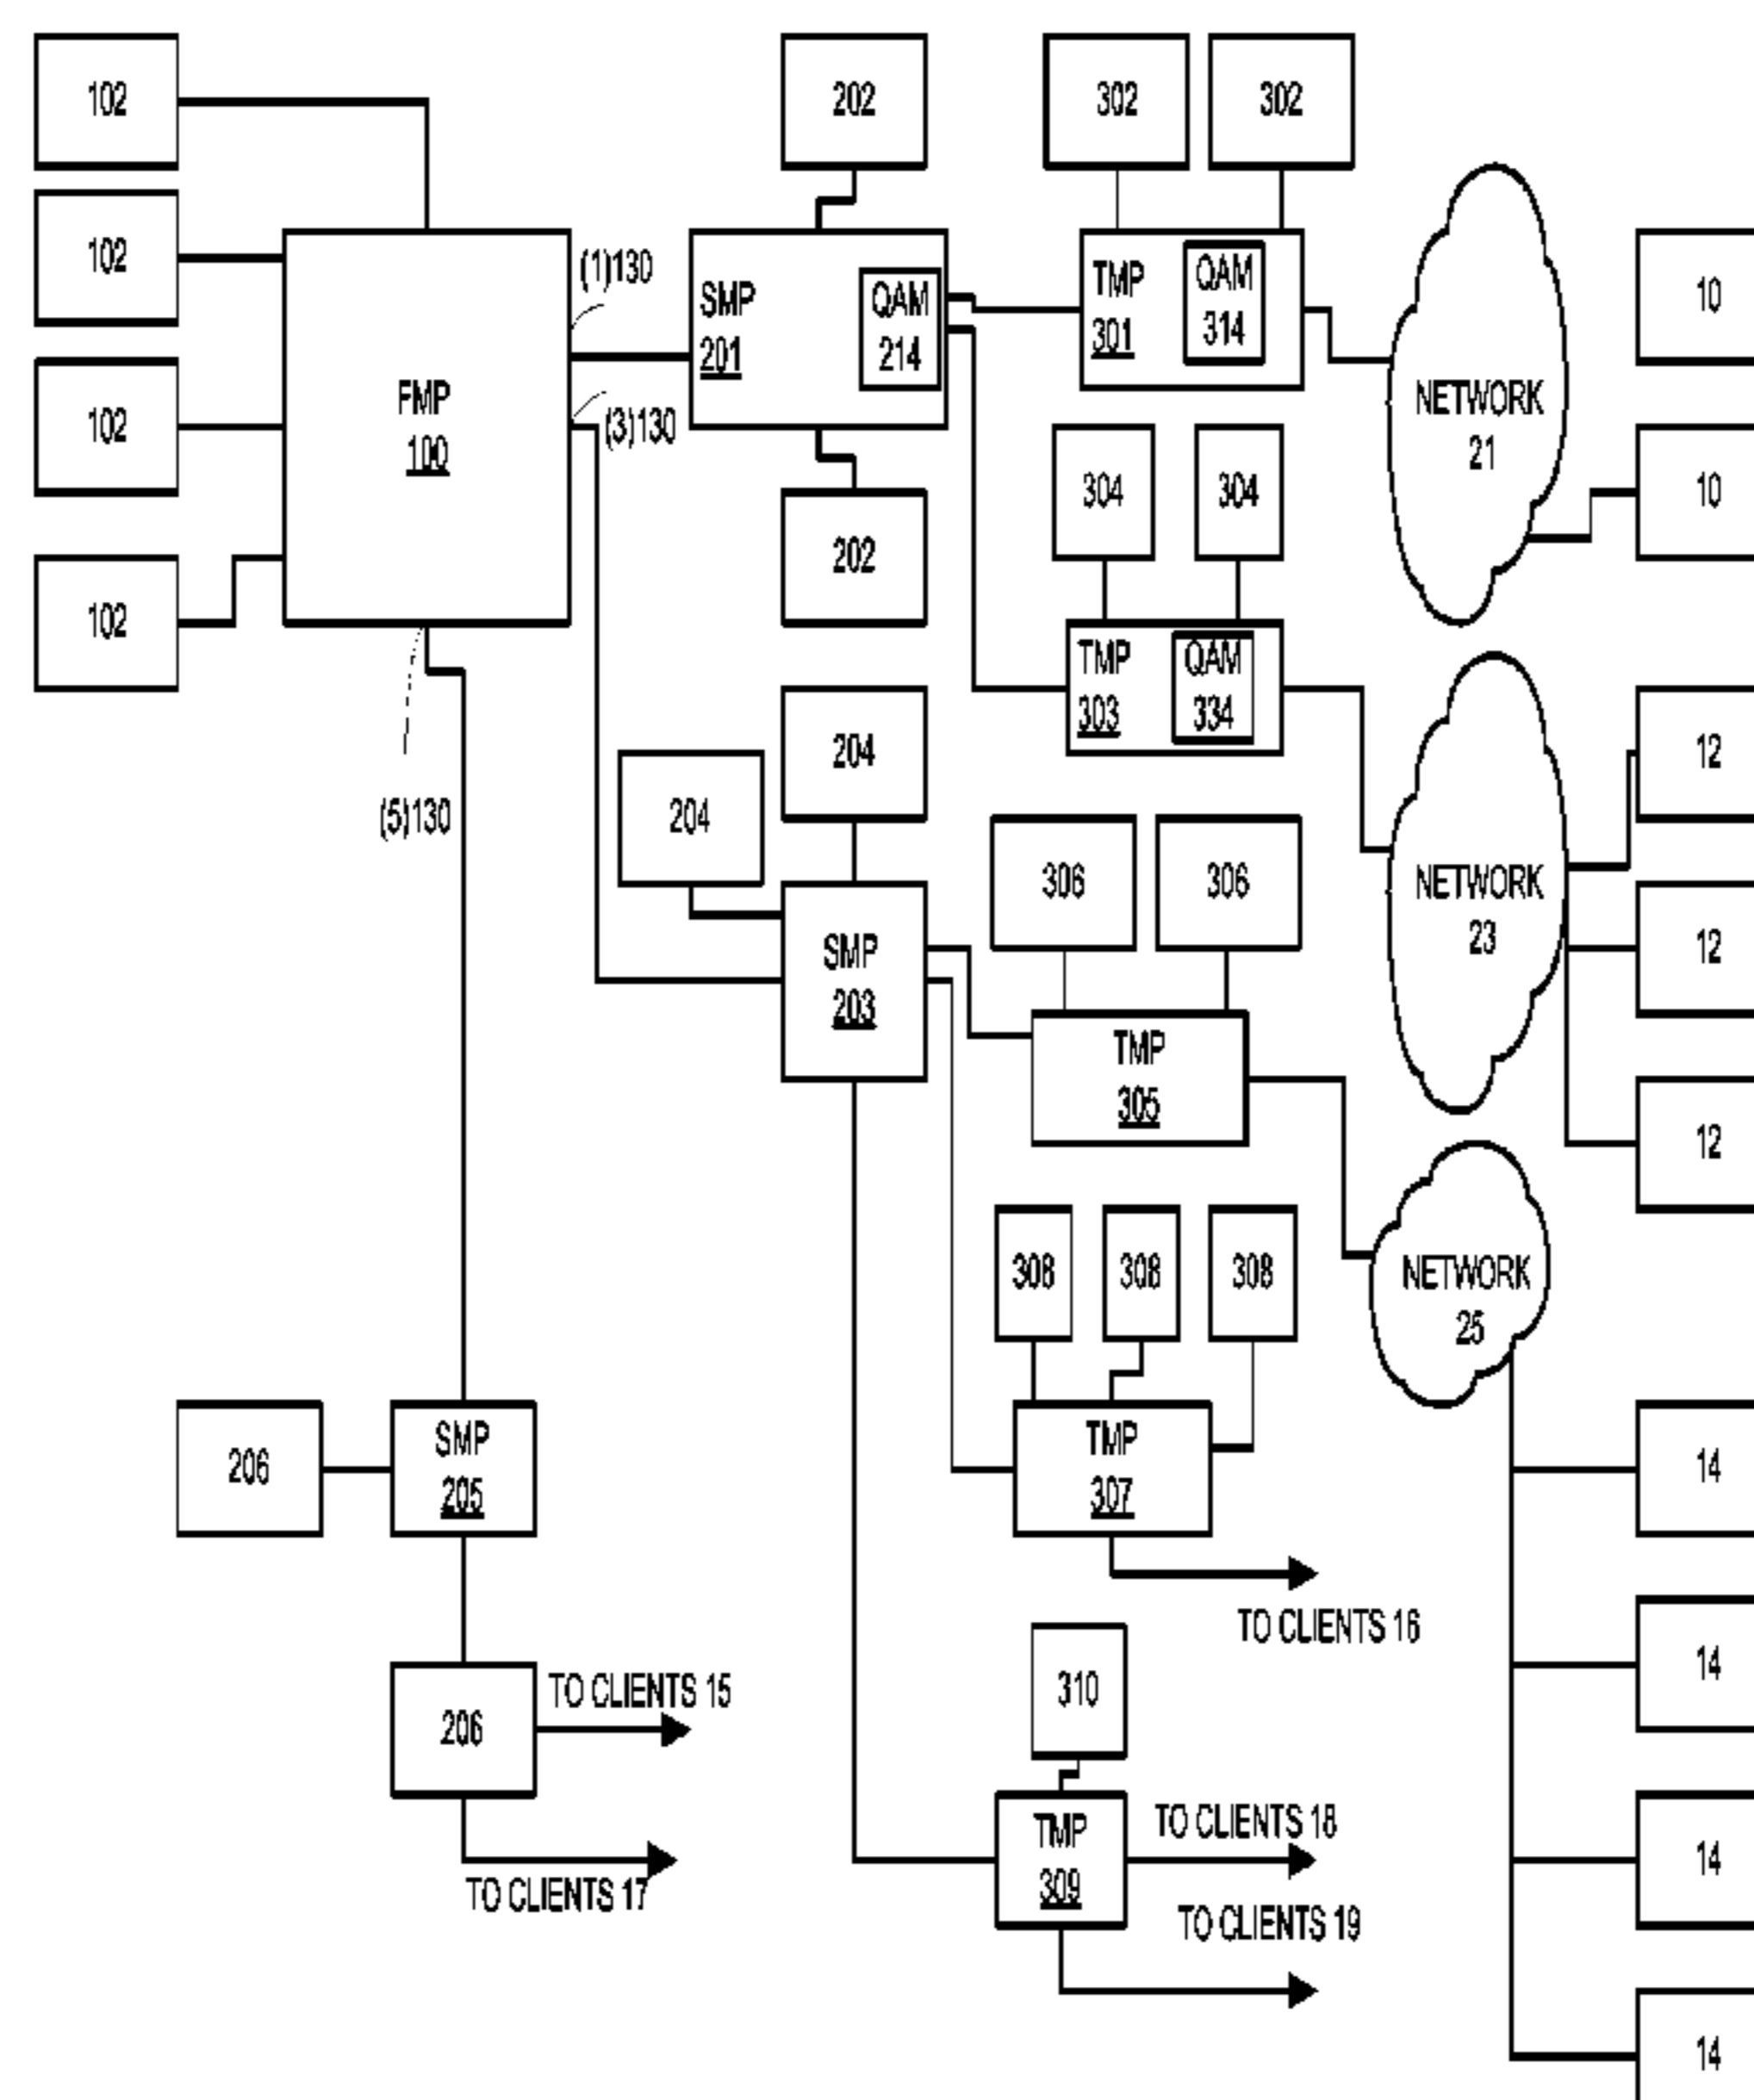 102
202
302
302
102
(1)130
SMP
201
QAM
214
TMP
301
QAM
314
10
FMP
100
(3)130
NETWORK
21
102
304
304
10
202
102
TMP
303
QAM
334
204
12
204
(5)130
306
306
NETWORK
23
SMP
203
12
TMP
305
12
308
308
308
NETWORK
25
206
SMP
205
TMP
307
14
TO CLIENTS 16
14
310
TO CLIENTS 15
206
TO CLIENTS 18
TMP
309
14
TO CLIENTS 17
TO CLIENTS 19
14